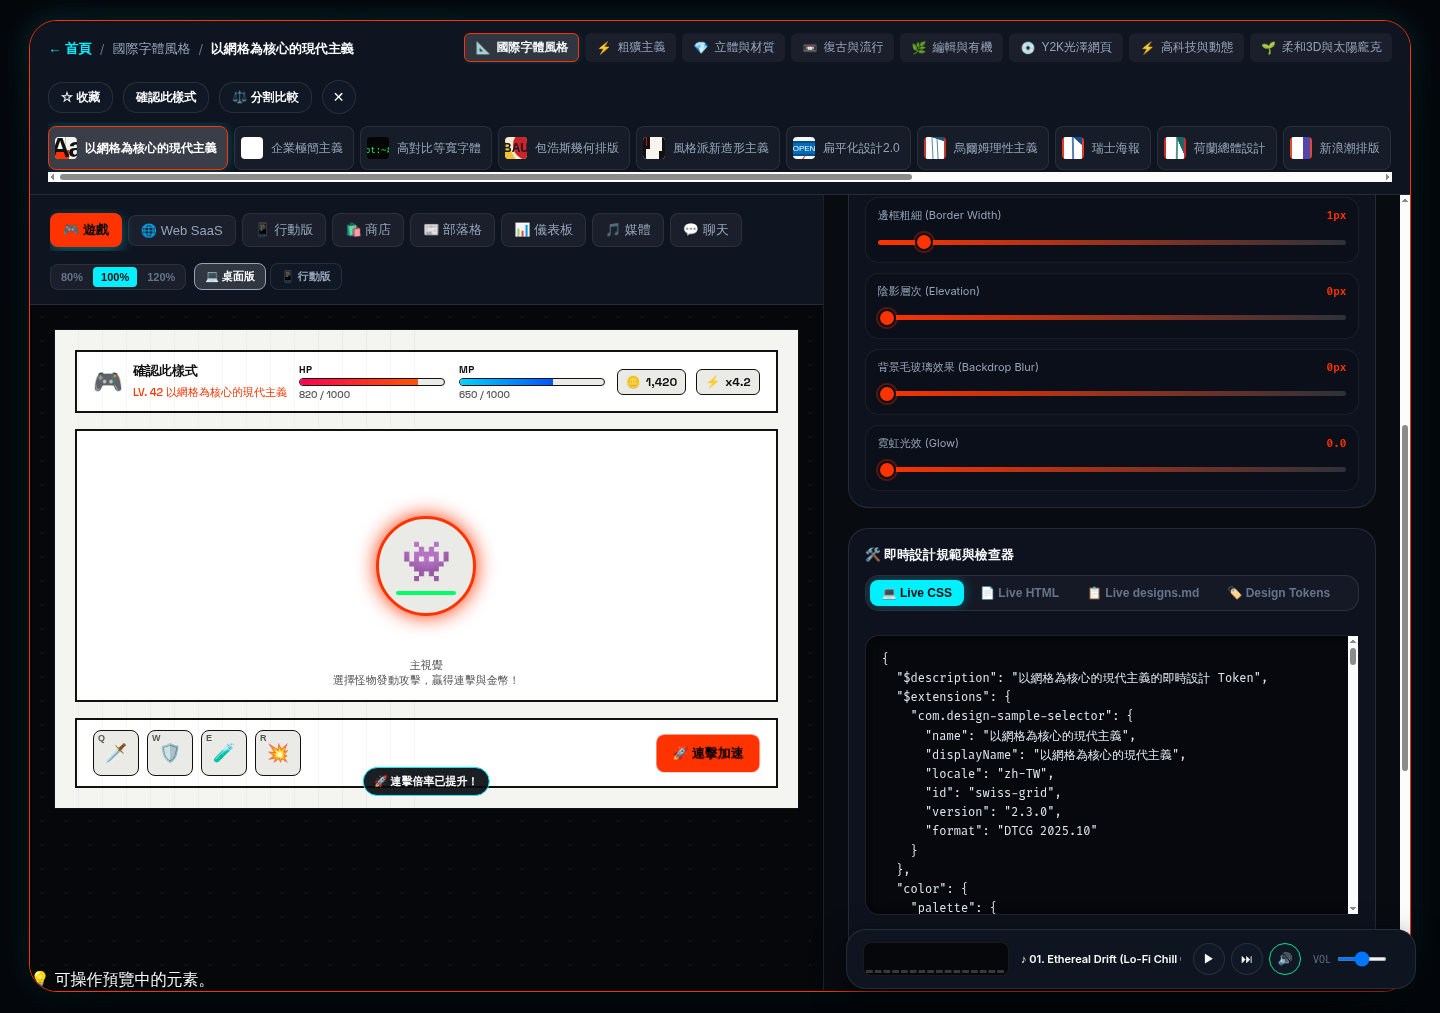 ← 首頁 / 國際字體風格 / 以網格為核心的現代主義
國際字體風格 粗獷主義 立體與材質 復古與流行 編輯與有機 Y2K光澤網頁 高科技與動態 柔和3D與太陽龐克
☆ 收藏 確認此樣式 分割比較 ✕
Aa 以網格為核心的現代主義 企業極簡主義 高對比等寬字體 BAU 包浩斯幾何排版 風格派新造形主義 OPEN 扁平化設計2.0 烏爾姆理性主義 瑞士海報 荷蘭總體設計 新浪潮排版
遊戲 Web SaaS 行動版 商店 部落格 儀表板 媒體 聊天
80% 100% 120% 桌面版 行動版
確認此樣式
LV. 42 以網格為核心的現代主義
HP
820 / 1000
MP
650 / 1000
1,420
x4.2
主視覺
選擇怪物發動攻擊，贏得連擊與金幣！
Q W E R
連擊加速
連擊倍率已提升！
可操作預覽中的元素。
邊框粗細 (Border Width) 1px
陰影層次 (Elevation) 0px
背景毛玻璃效果 (Backdrop Blur) 0px
霓虹光效 (Glow) 0.0
即時設計規範與檢查器
Live CSS Live HTML Live designs.md Design Tokens
{
"$description": "以網格為核心的現代主義的即時設計 Token",
"$extensions": {
"com.design-sample-selector": {
"name": "以網格為核心的現代主義",
"displayName": "以網格為核心的現代主義",
"locale": "zh-TW",
"id": "swiss-grid",
"version": "2.3.0",
"format": "DTCG 2025.10"
}
},
"color": {
"palette": {
♪ 01. Ethereal Drift (Lo-Fi Chill
VOL